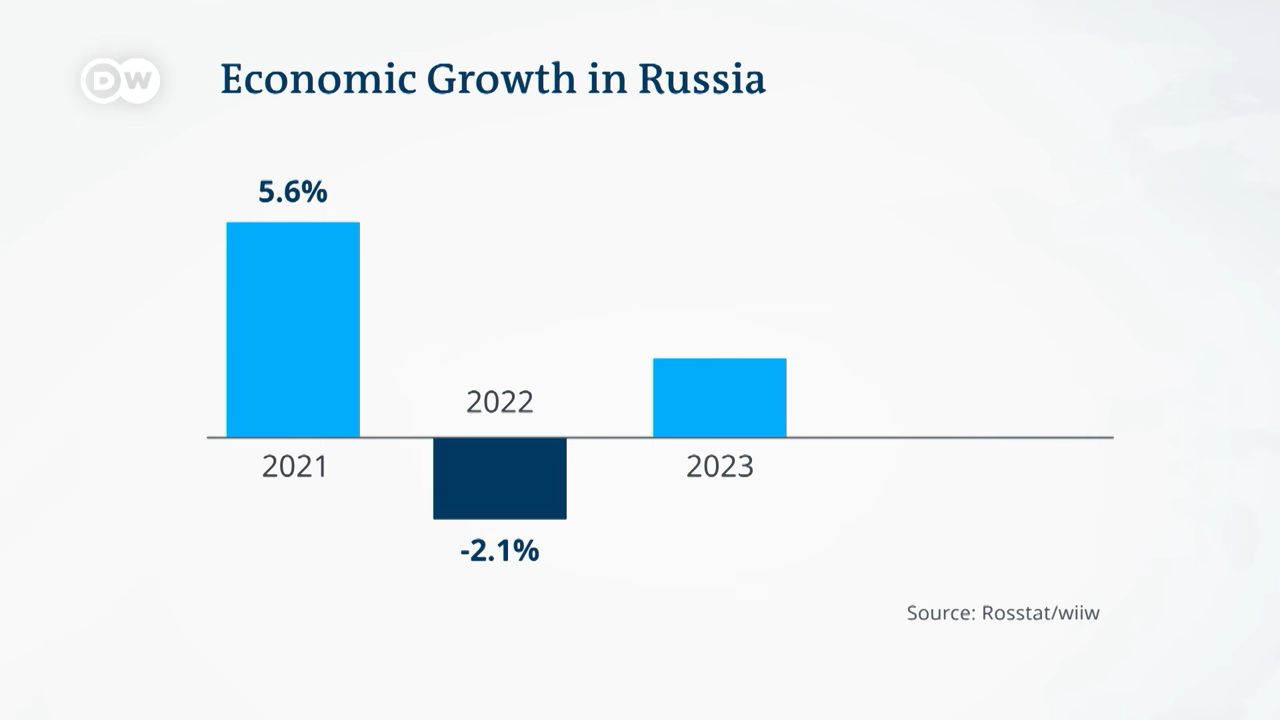 DW
Economic Growth in Russia
5.6%
2022
2021
2023
-2.1%
Source: Rosstat/wiiw